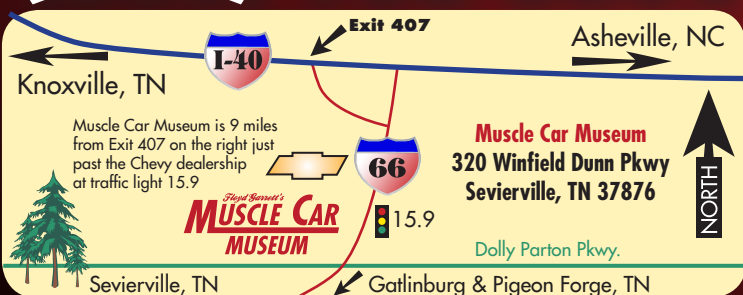 Exit 407
Asheville, NC
I-40
Knoxville, TN
Muscle Car Museum is 9 miles
from Exit 407 on the right just
past the Chevy dealership
at traffic light 15.9
66
Muscle Car Museum
320 Winfield Dunn Pkwy
Sevierville, TN 37876
NORTH
Floyd Garrett's
MUSCLE CAR
MUSEUM
15.9
Dolly Parton Pkwy.
Sevierville, TN
Gatlinburg & Pigeon Forge, TN